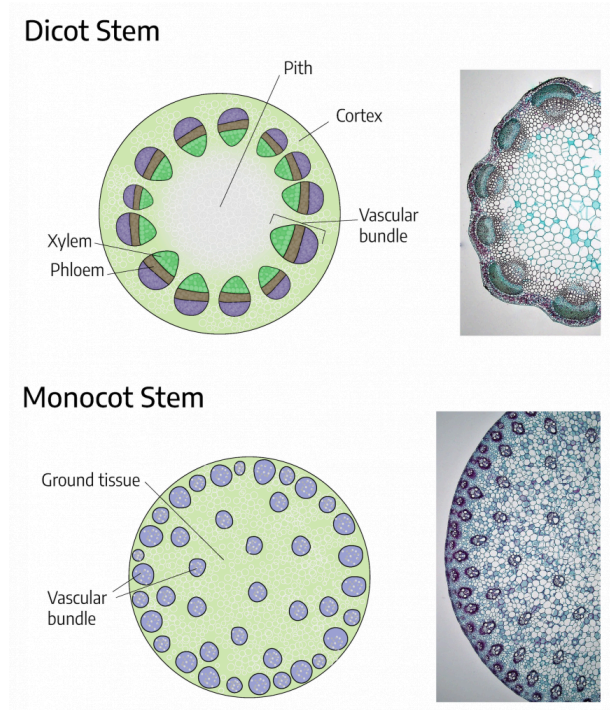 Dicot Stem
Pith
Cortex
Vascular
bundle
Xylem
Phloem
Monocot Stem
Ground tissue
Vascular
bundle